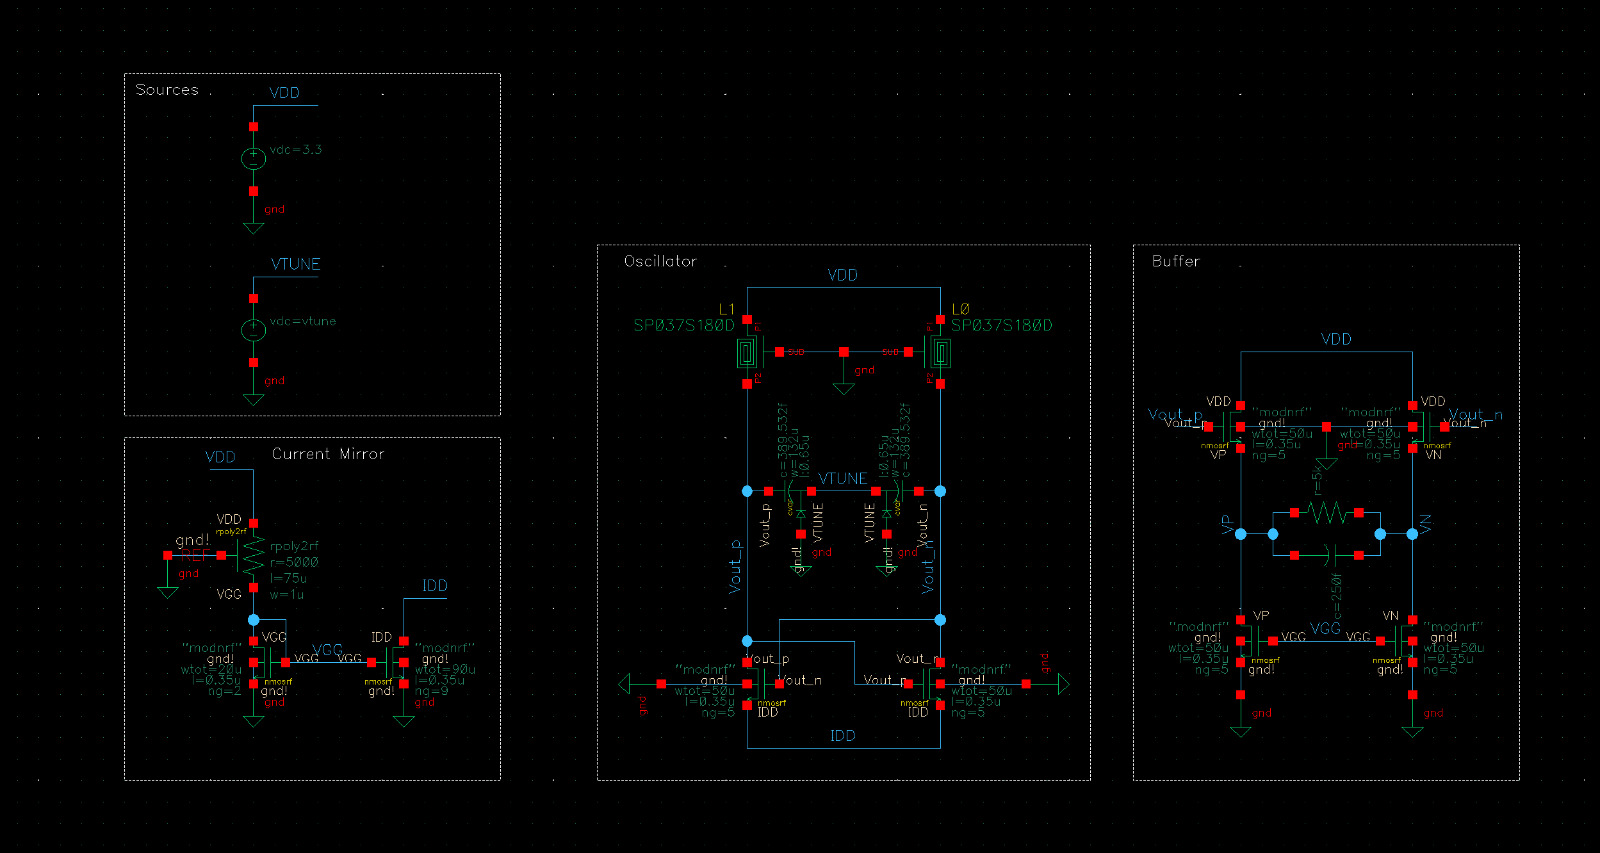 Sources
VDD
vdc=3.3
gnd
VTUNE
vdc=vtune
gnd
Current Mirror
VDD
VDD
rpoly2rf
gnd!
REF
gnd
rpoly2rf
r=5000
l=75u
w=1u
VGG
IDD
"modnrf"
gnd!
wtot=20u
l=0.35u
ng=2
VGG
VGG
nmosrf
gnd!
gnd
VGG
VGG
IDD
nmosrf
gnd!
"modnrf"
gnd!
wtot=90u
l=0.35u
ng=9
gnd
Oscillator
VDD
L1
SP037S180D
P1
SUB
P2
gnd
L0
SP037S180D
P1
SUB
P2
c=389.532f
w=132u
l:0.65u
cvar
c=389.532f
w=132u
l:0.65u
cvar
VTUNE
Vout_p
VTUNE
gnd!
gnd
VTUNE
Vout_n
gnd!
gnd
Vout_p
Vout_n
"modnrf"
gnd!
wtot=50u
l=0.35u
ng=5
Vout_p
Vout_n
nmosrf
IDD
gnd
Vout_n
Vout_p
nmosrf
IDD
"modnrf"
gnd!
wtot=50u
l=0.35u
ng=5
gnd
IDD
Buffer
VDD
Vout_p
Vout_p
VDD
nmosrf
VP
"modnrf"
gnd!
wtot=50u
l=0.35u
ng=5
"modnrf"
gnd!
wtot=50u
l=0.35u
ng=5
gnd
VDD
Vout_n
Vout_n
nmosrf
VN
r=5k
VP
VN
c=250f
"modnrf"
gnd!
wtot=50u
l=0.35u
ng=5
VP
VGG
nmosrf
gnd
VGG
VGG
VN
nmosrf
"modnrf"
gnd!
wtot=50u
l=0.35u
ng=5
gnd